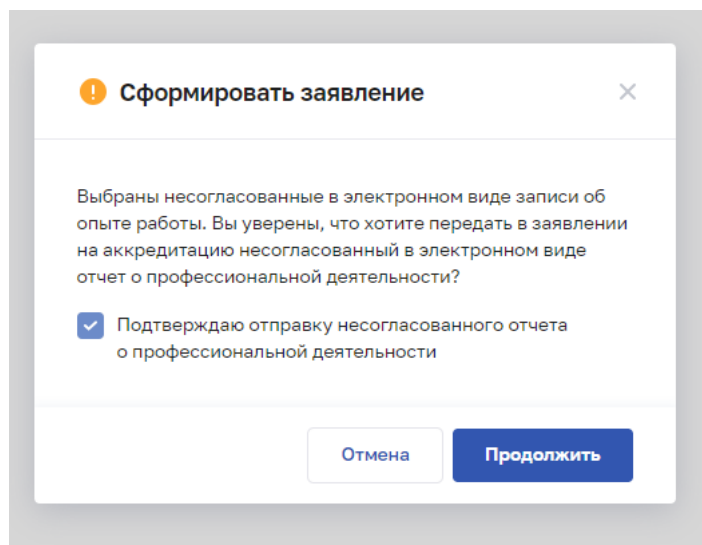 Сформировать заявление
Выбраны несогласованные в электронном виде записи об
опыте работы. Вы уверены, что хотите передать в заявлении
на аккредитацию несогласованный в электронном виде
отчет о профессиональной деятельности?
Подтверждаю отправку несогласованного отчета
о профессиональной деятельности
Отмена
Продолжить